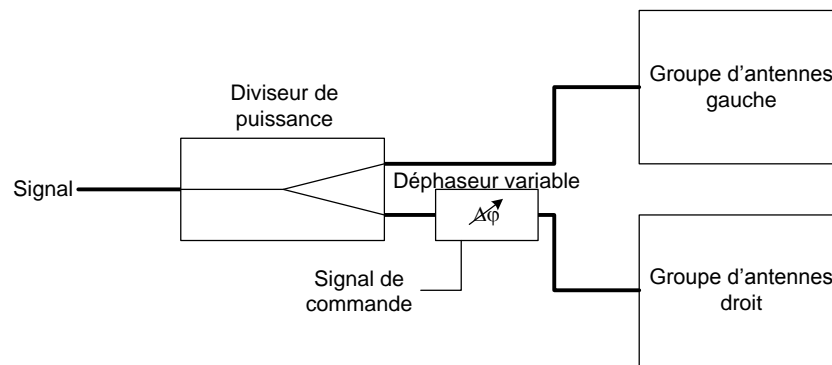 Groupe d'antennes
gauche
Diviseur de
puissance
Signal
Déphaseur variable
Δφ
Signal de
commande
Groupe d'antennes
droit